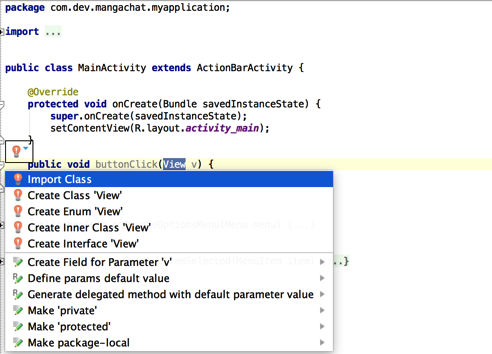 package com.dev.mangachat.myapplication;
import ...
public class MainActivity extends ActionBarActivity {
@Override
protected void onCreate(Bundle savedInstanceState) {
super.onCreate(savedInstanceState);
setContentView(R.layout.activity_main);
}
public void buttonClick(View v) {
Import Class
Create Class 'View'
Create Enum 'View'
Create Inner Class 'View'
Create Interface 'View'
Create Field for Parameter 'v'
Define params default value
Generate delegated method with default parameter value
Make 'private'
Make 'protected'
Make package-local